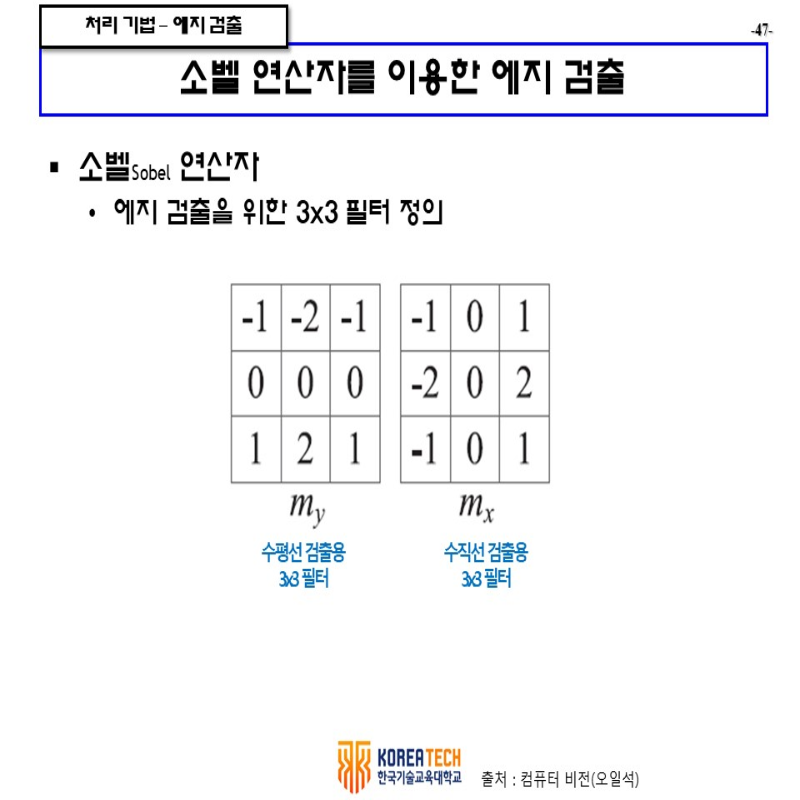 처리 기법 – 에지 검출
-47-
소벨 연산자를 이용한 에지 검출
▪ 소벨Sobel 연산자
• 에지 검출을 위한 3x3 필터 정의
-1 -2 -1 -1 0 1
0 0 0 -2 0 2
1 2 1 -1 0 1
my mx
수평선 검출용 수직선 검출용
3x3 필터 3x3 필터
KOREATECH
한국기술교육대학교
출처 : 컴퓨터 비전(오일석)